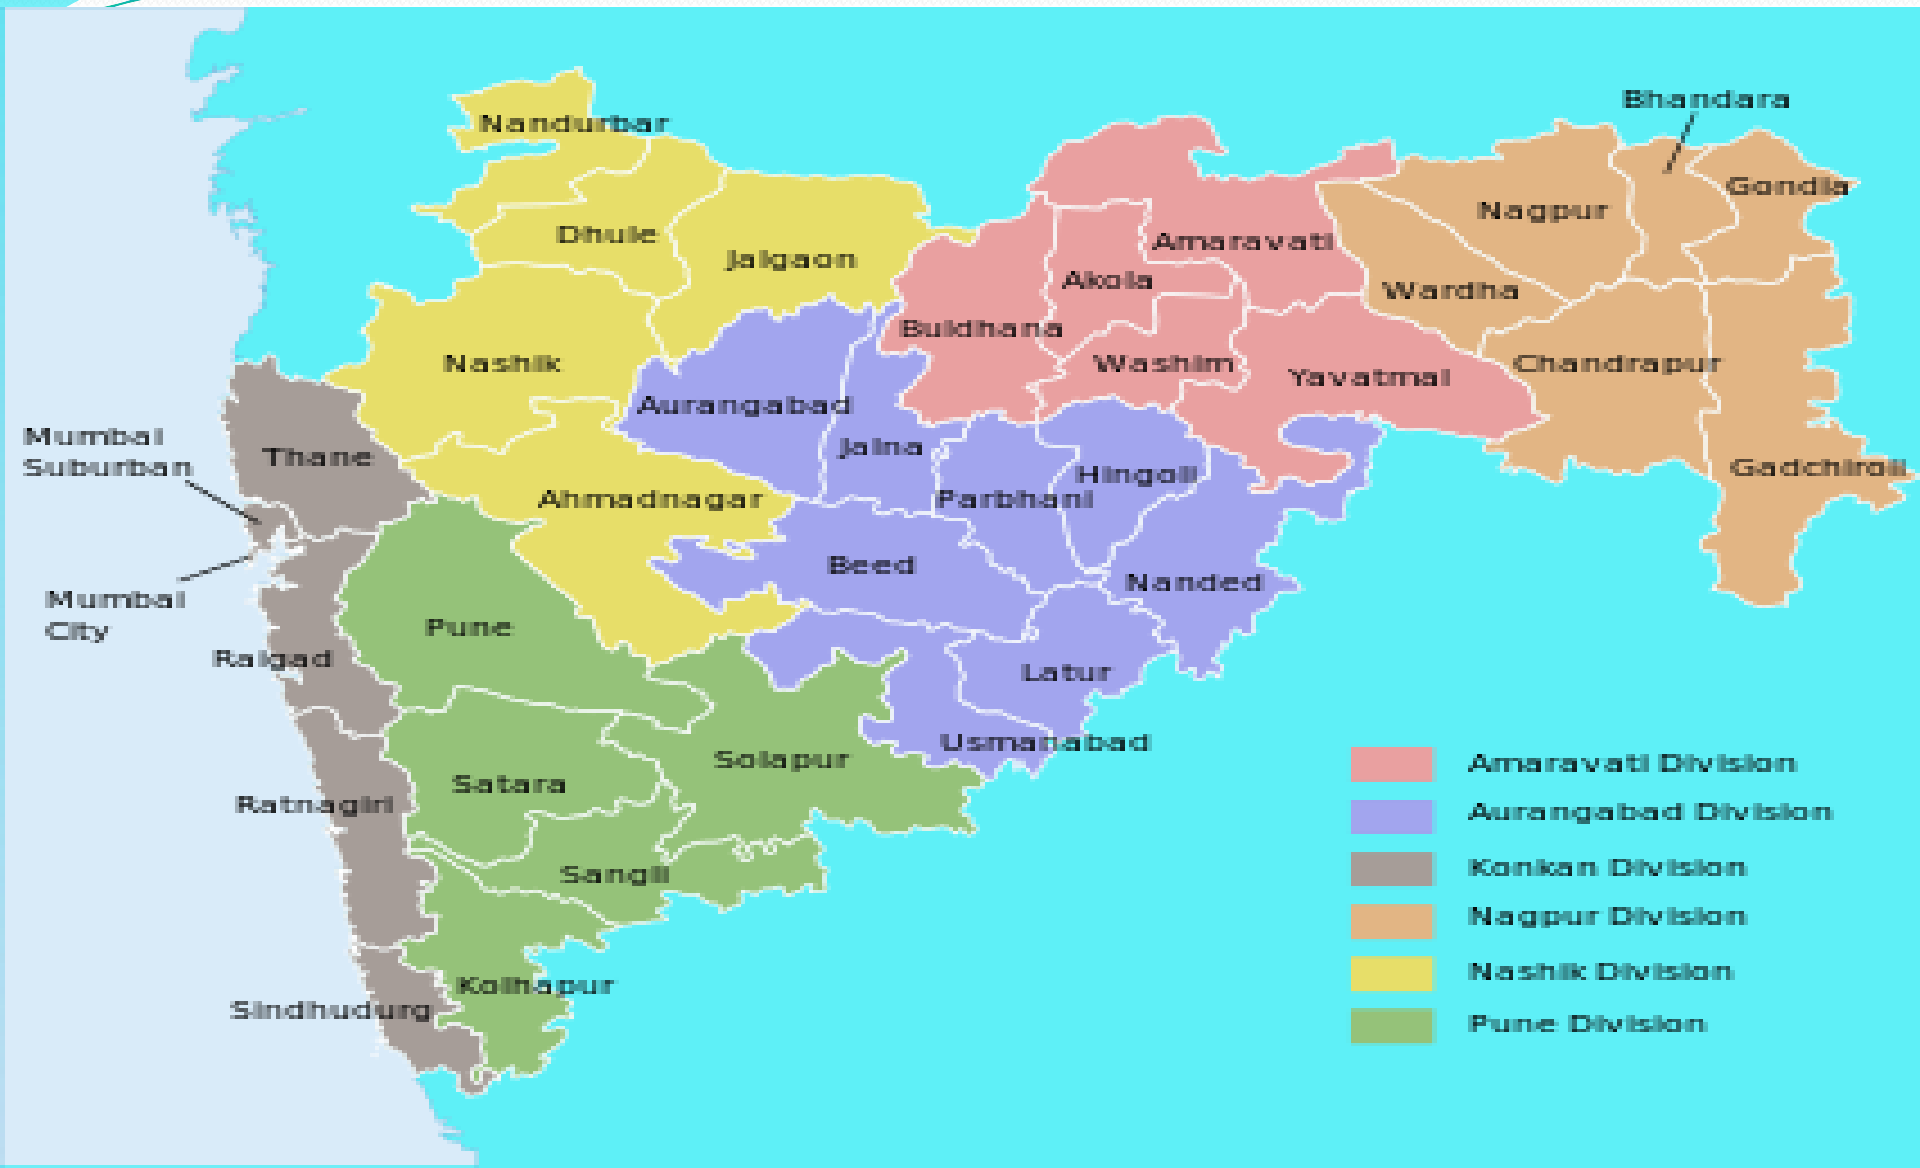 Bhandara
Nandurbar
Gondia
Nagpur
Dhule
Amaravati
Jalgaon
Akola
Wardha
Buldhana
Nashik
Washim
Chandrapur
Yavatmal
Aurangabad
Mumbai
Suburban
Thane
Jalna
Gadchiroli
Hingoli
Ahmadnagar
Parbhani
Beed
Nanded
Mumbai
City
Pune
Raigad
Latur
Usmanabad
Solapur
Satara
Ratnagiri
Sangli
Kolhapur
Sindhudurg
Amaravati Division
Aurangabad Division
Konkan Division
Nagpur Division
Nashik Division
Pune Division